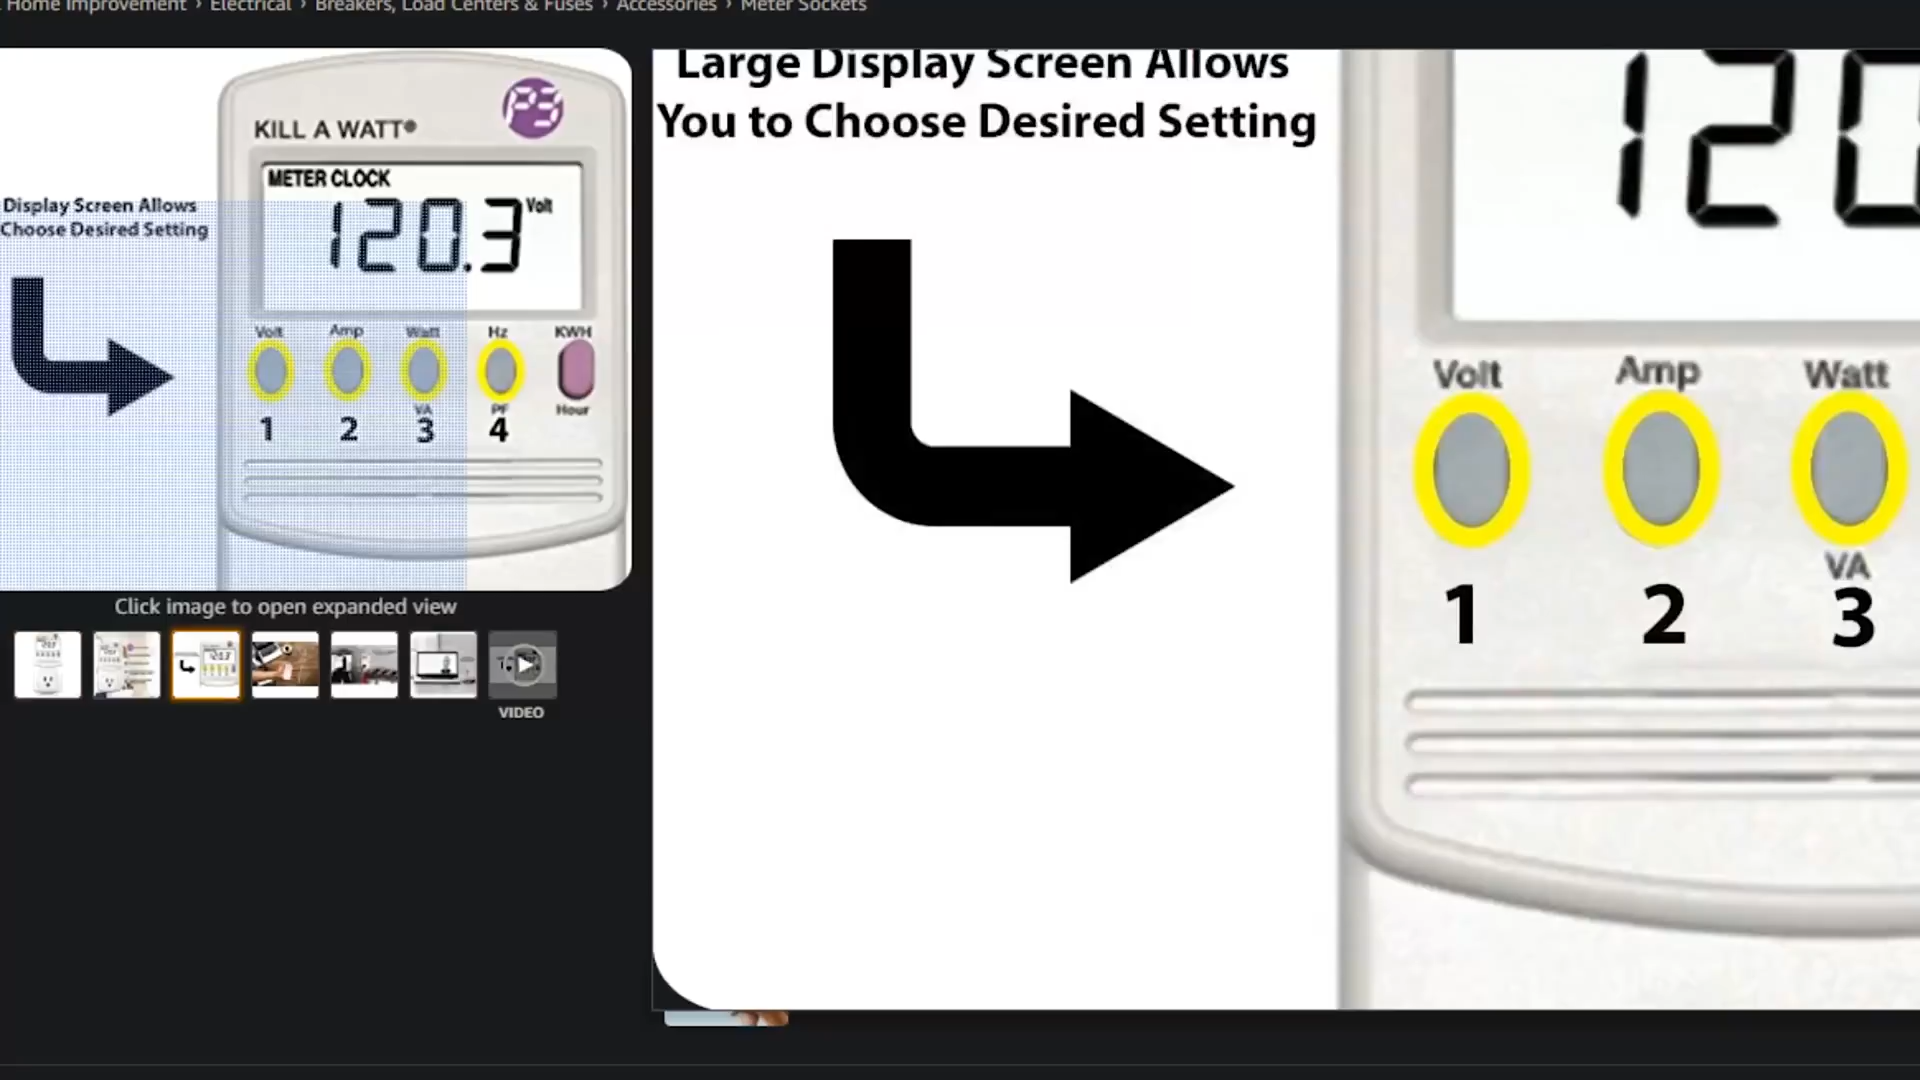 Home Improvement › Electrical › Breakers, Load Centers & Fuses › Accessories › Meter Sockets
P3
KILL A WATT®
METER CLOCK
120.3 Volt
Display Screen Allows
Choose Desired Setting
Volt Amp Watt Hz KWH
VA PF Hour
1 2 3 4
Click image to open expanded view
VIDEO
Large Display Screen Allows
You to Choose Desired Setting
120
Volt Amp Watt
VA
1 2 3